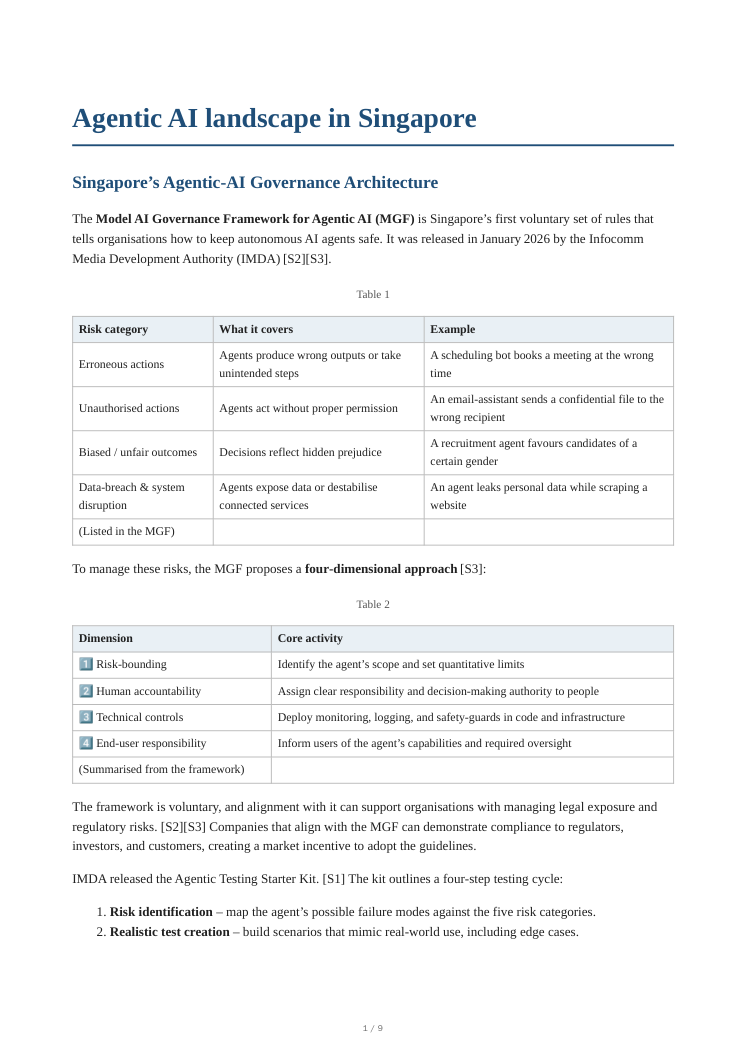 Agentic AI landscape in Singapore
Singapore’s Agentic-AI Governance Architecture
The Model AI Governance Framework for Agentic AI (MGF) is Singapore’s first voluntary set of rules that
tells organisations how to keep autonomous AI agents safe. It was released in January 2026 by the Infocomm
Media Development Authority (IMDA) [S2][S3].
Table 1
Risk category What it covers Example
Erroneous actions Agents produce wrong outputs or take unintended steps A scheduling bot books a meeting at the wrong time
Unauthorised actions Agents act without proper permission An email-assistant sends a confidential file to the wrong recipient
Biased / unfair outcomes Decisions reflect hidden prejudice A recruitment agent favours candidates of a certain gender
Data-breach & system disruption Agents expose data or destabilise connected services An agent leaks personal data while scraping a website
(Listed in the MGF)
To manage these risks, the MGF proposes a four-dimensional approach [S3]:
Table 2
Dimension Core activity
1️⃣ Risk-bounding Identify the agent’s scope and set quantitative limits
2️⃣ Human accountability Assign clear responsibility and decision-making authority to people
3️⃣ Technical controls Deploy monitoring, logging, and safety-guards in code and infrastructure
4️⃣ End-user responsibility Inform users of the agent’s capabilities and required oversight
(Summarised from the framework)
The framework is voluntary, and alignment with it can support organisations with managing legal exposure and
regulatory risks. [S2][S3] Companies that align with the MGF can demonstrate compliance to regulators,
investors, and customers, creating a market incentive to adopt the guidelines.
IMDA released the Agentic Testing Starter Kit. [S1] The kit outlines a four-step testing cycle:
1. Risk identification – map the agent’s possible failure modes against the five risk categories.
2. Realistic test creation – build scenarios that mimic real-world use, including edge cases.
1 / 9